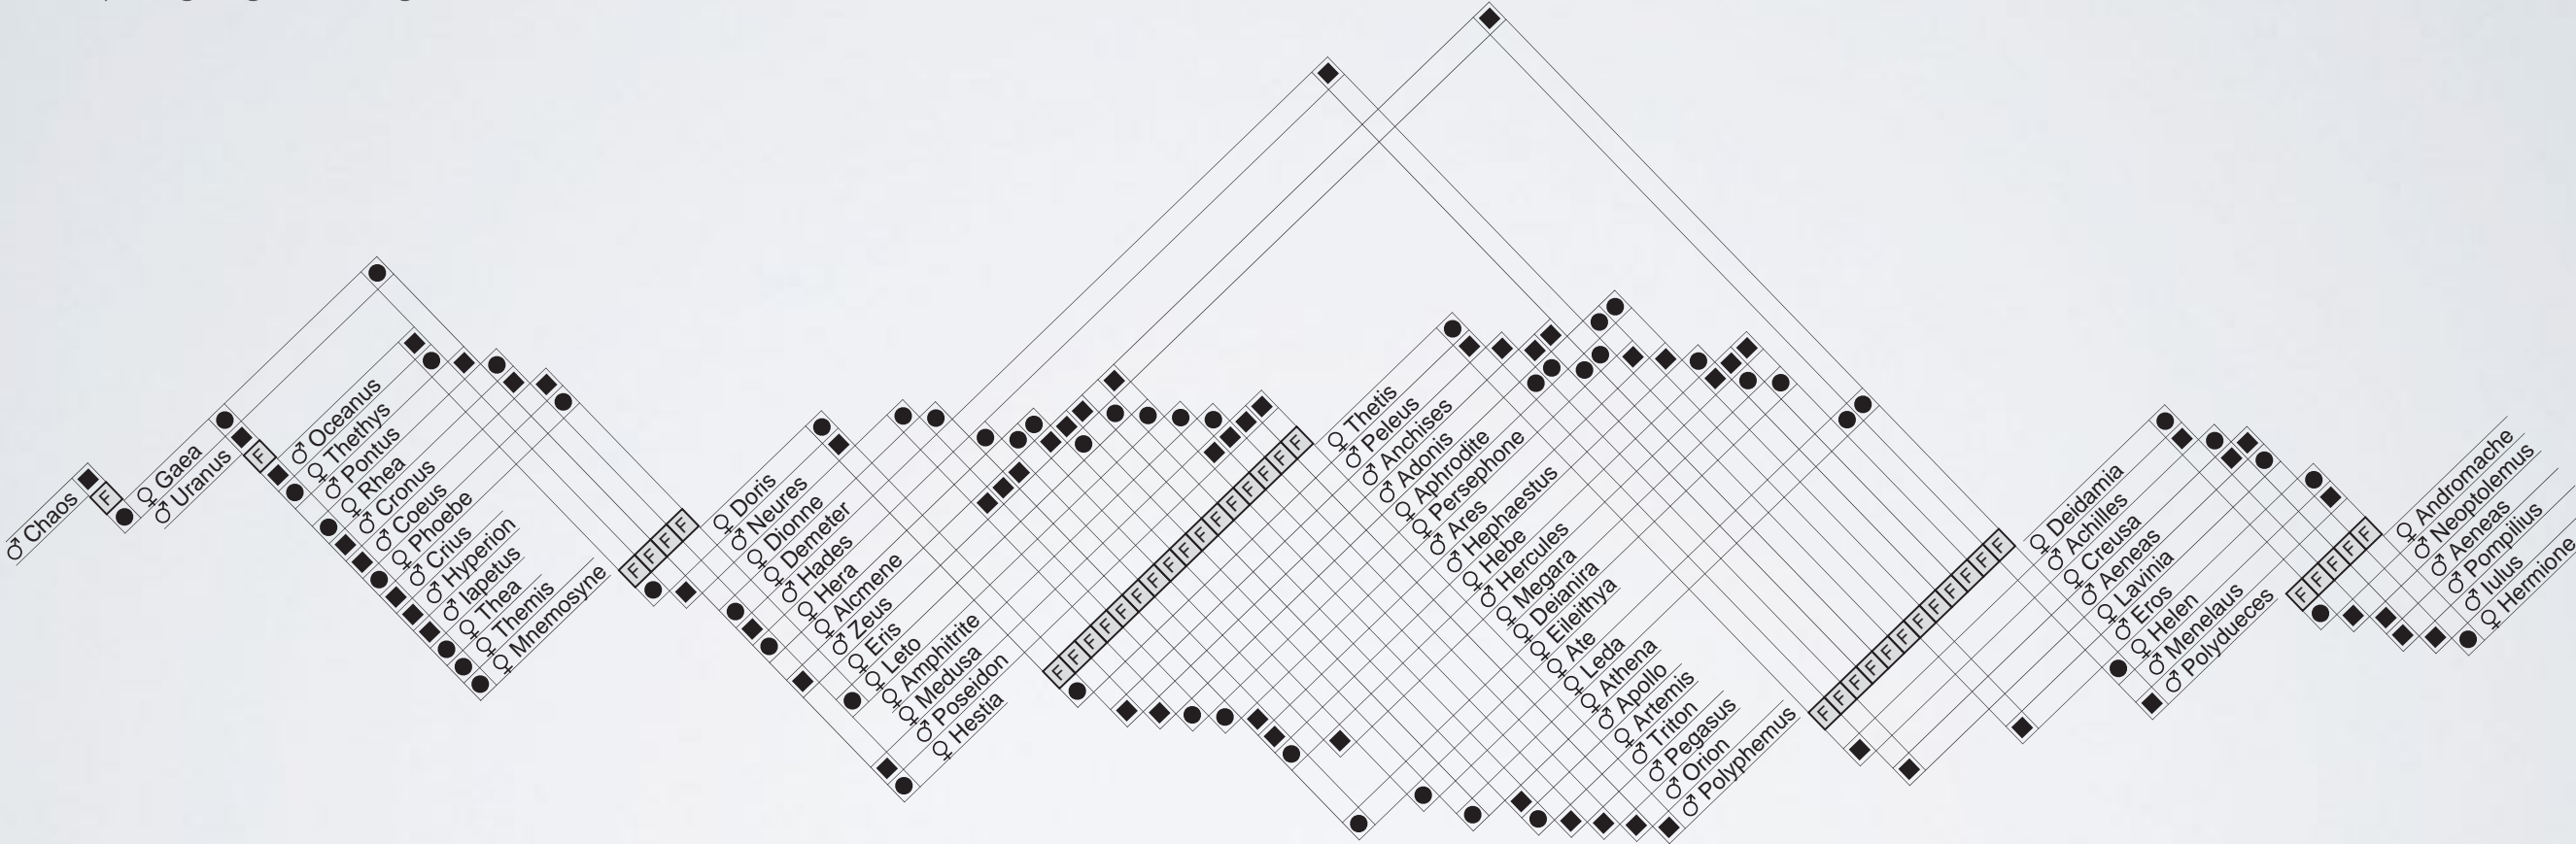 ♂ Chaos
F
♀ Gaea
♂ Uranus
F
♂ Oceanus
♀ Thethys
♂ Pontus
♀ Rhea
♂ Cronus
♂ Coeus
♀ Phoebe
♂ Crius
♂ Hyperion
♂ Iapetus
♀ Thea
♀ Themis
♀ Mnemosyne
F F F F
♀ Doris
♂ Neures
♀ Dionne
♀ Demeter
♂ Hades
♀ Hera
♀ Alcmene
♂ Zeus
♀ Eris
♀ Leto
♀ Amphitrite
♀ Medusa
♂ Poseidon
♀ Hestia
F F F F F F F F F F F F F F F F
♀ Thetis
♂ Peleus
♂ Anchises
♂ Adonis
♀ Aphrodite
♀ Persephone
♂ Ares
♂ Hephaestus
♀ Hebe
♂ Hercules
♀ Megara
♀ Delanira
♀ Eileithya
♀ Ate
♀ Leda
♀ Athena
♂ Apollo
♀ Artemis
♂ Triton
♂ Pegasus
♂ Orion
♂ Polyphemus
F F F F F F F F F F F F
♀ Deidamia
♂ Achilles
♀ Creusa
♂ Aeneas
♀ Lavinia
♂ Eros
♀ Helen
♂ Menelaus
♂ Polydueces
F F F F F
♀ Andromache
♂ Neoptolemus
♂ Aeneas
♂ Pompilius
♂ Iulus
♀ Hermione